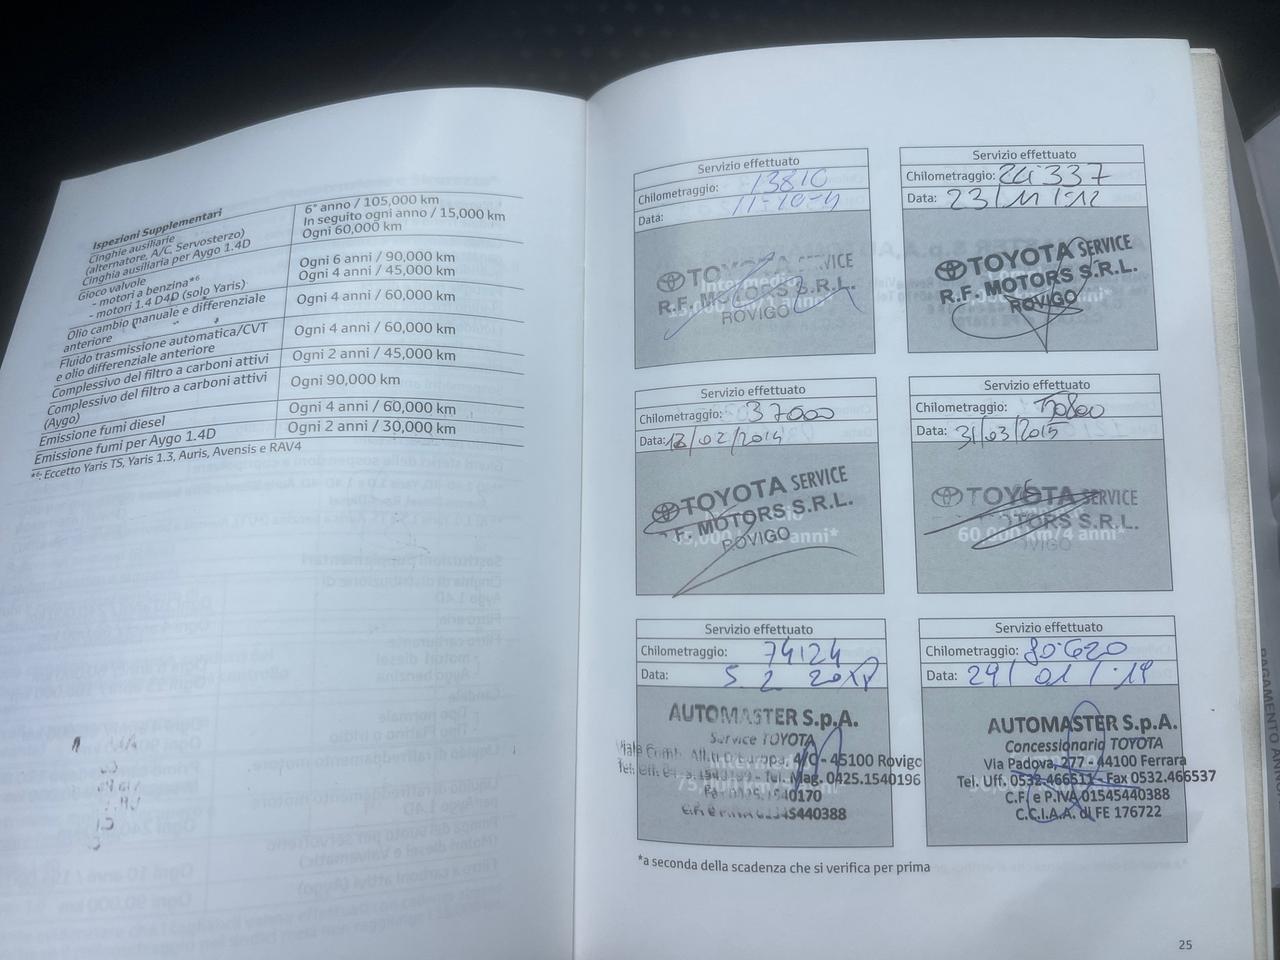 Ispezioni Supplementari
Cinghie ausiliarie
(alternatore, A/C, Servosterzo)
6° anno / 105,000 km
In seguito ogni anno / 15,000 km
Cinghia ausiliaria per Aygo 1.4D
Ogni 60,000 km
Gioco valvole
- motori a benzina*6
Ogni 6 anni / 90,000 km
- motori 1.4 D4D (solo Yaris)
Ogni 4 anni / 45,000 km
Olio cambio manuale e differenziale
anteriore
Ogni 4 anni / 60,000 km
Fluido trasmissione automatica/CVT
e olio differenziale anteriore
Ogni 4 anni / 60,000 km
Complessivo del filtro a carboni attivi
Ogni 2 anni / 45,000 km
Complessivo del filtro a carboni attivi
(Aygo)
Ogni 90,000 km
Emissione fumi diesel
Ogni 4 anni / 60,000 km
Emissione fumi per Aygo 1.4D
Ogni 2 anni / 30,000 km
*6: Eccetto Yaris TS, Yaris 1.3, Auris, Avensis e RAV4
Servizio effettuato
Chilometraggio: 13810
Data: 11-10-11
TOYOTA SERVICE
R.F. MOTORS S.R.L.
ROVIGO
Servizio effettuato
Chilometraggio: 24337
Data: 23/11/12
TOYOTA SERVICE
R.F. MOTORS S.R.L.
ROVIGO
Servizio effettuato
Chilometraggio: 37000
Data: 13/02/2014
TOYOTA SERVICE
F. MOTORS S.R.L.
ROVIGO
Servizio effettuato
Chilometraggio:
Data: 31/03/2015
TOYOTA SERVICE
TORS S.R.L.
60,000 km/4 anni*
Servizio effettuato
Chilometraggio: 74124
Data: 5. 2
AUTOMASTER S.p.A.
Service TOYOTA
45100 Rovigo
Tel. Mag. 0425.1540196
Servizio effettuato
Chilometraggio: 80620
Data: 29/01/19
AUTOMASTER S.p.A.
Concessionario TOYOTA
Via Padova, 277 - 44100 Ferrara
Tel. Uff. 0532.466511 - Fax 0532.466537
C.F. e P.IVA 01545440388
C.C.I.A.A. di FE 176722
*a seconda della scadenza che si verifica per prima
25